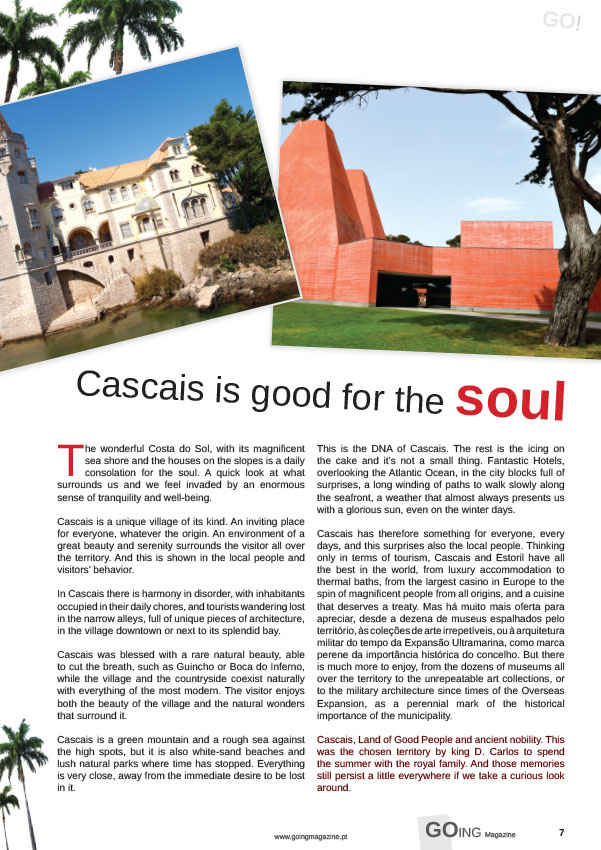 GO!
Cascais is good for the soul
The wonderful Costa do Sol, with its magnificent
sea shore and the houses on the slopes is a daily
consolation for the soul. A quick look at what
surrounds us and we feel invaded by an enormous
sense of tranquility and well-being.
Cascais is a unique village of its kind. An inviting place
for everyone, whatever the origin. An environment of a
great beauty and serenity surrounds the visitor all over
the territory. And this is shown in the local people and
visitors' behavior.
In Cascais there is harmony in disorder, with inhabitants
occupied in their daily chores, and tourists wandering lost
in the narrow alleys, full of unique pieces of architecture,
in the village downtown or next to its splendid bay.
Cascais was blessed with a rare natural beauty, able
to cut the breath, such as Guincho or Boca do Inferno,
while the village and the countryside coexist naturally
with everything of the most modern. The visitor enjoys
both the beauty of the village and the natural wonders
that surround it.
Cascais is a green mountain and a rough sea against
the high spots, but it is also white-sand beaches and
lush natural parks where time has stopped. Everything
is very close, away from the immediate desire to be lost
in it.
This is the DNA of Cascais. The rest is the icing on
the cake and it's not a small thing. Fantastic Hotels,
overlooking the Atlantic Ocean, in the city blocks full of
surprises, a long winding of paths to walk slowly along
the seafront, a weather that almost always presents us
with a glorious sun, even on the winter days.
Cascais has therefore something for everyone, every
days, and this surprises also the local people. Thinking
only in terms of tourism, Cascais and Estoril have all
the best in the world, from luxury accommodation to
thermal baths, from the largest casino in Europe to the
spin of magnificent people from all origins, and a cuisine
that deserves a treaty. Mas há muito mais oferta para
apreciar, desde a dezena de museus espalhados pelo
território, às coleções de arte irrepetíveis, ou à arquitetura
militar do tempo da Expansão Ultramarina, como marca
perene da importância histórica do concelho. But there
is much more to enjoy, from the dozens of museums all
over the territory to the unrepeatable art collections, or
to the military architecture since times of the Overseas
Expansion, as a perennial mark of the historical
importance of the municipality.
Cascais, Land of Good People and ancient nobility. This
was the chosen territory by king D. Carlos to spend
the summer with the royal family. And those memories
still persist a little everywhere if we take a curious look
around.
www.goingmagazine.pt
GOING Magazine
7